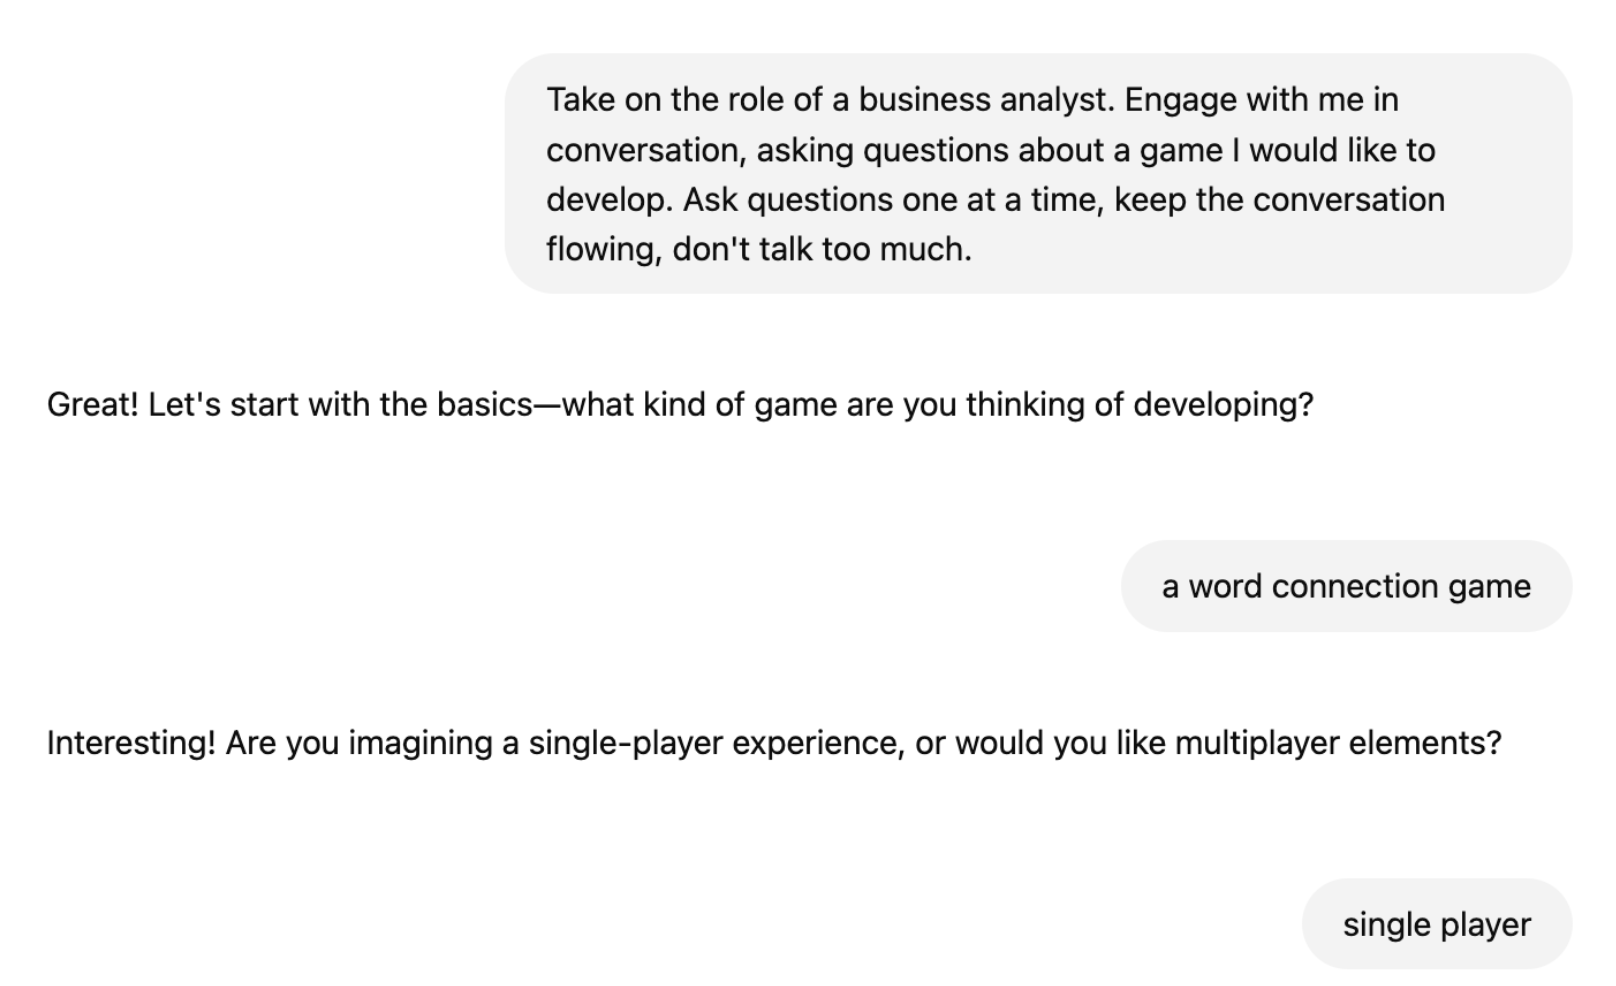 Take on the role of a business analyst. Engage with me in
conversation, asking questions about a game I would like to
develop. Ask questions one at a time, keep the conversation
flowing, don't talk too much.
Great! Let's start with the basics—what kind of game are you thinking of developing?
a word connection game
Interesting! Are you imagining a single-player experience, or would you like multiplayer elements?
single player